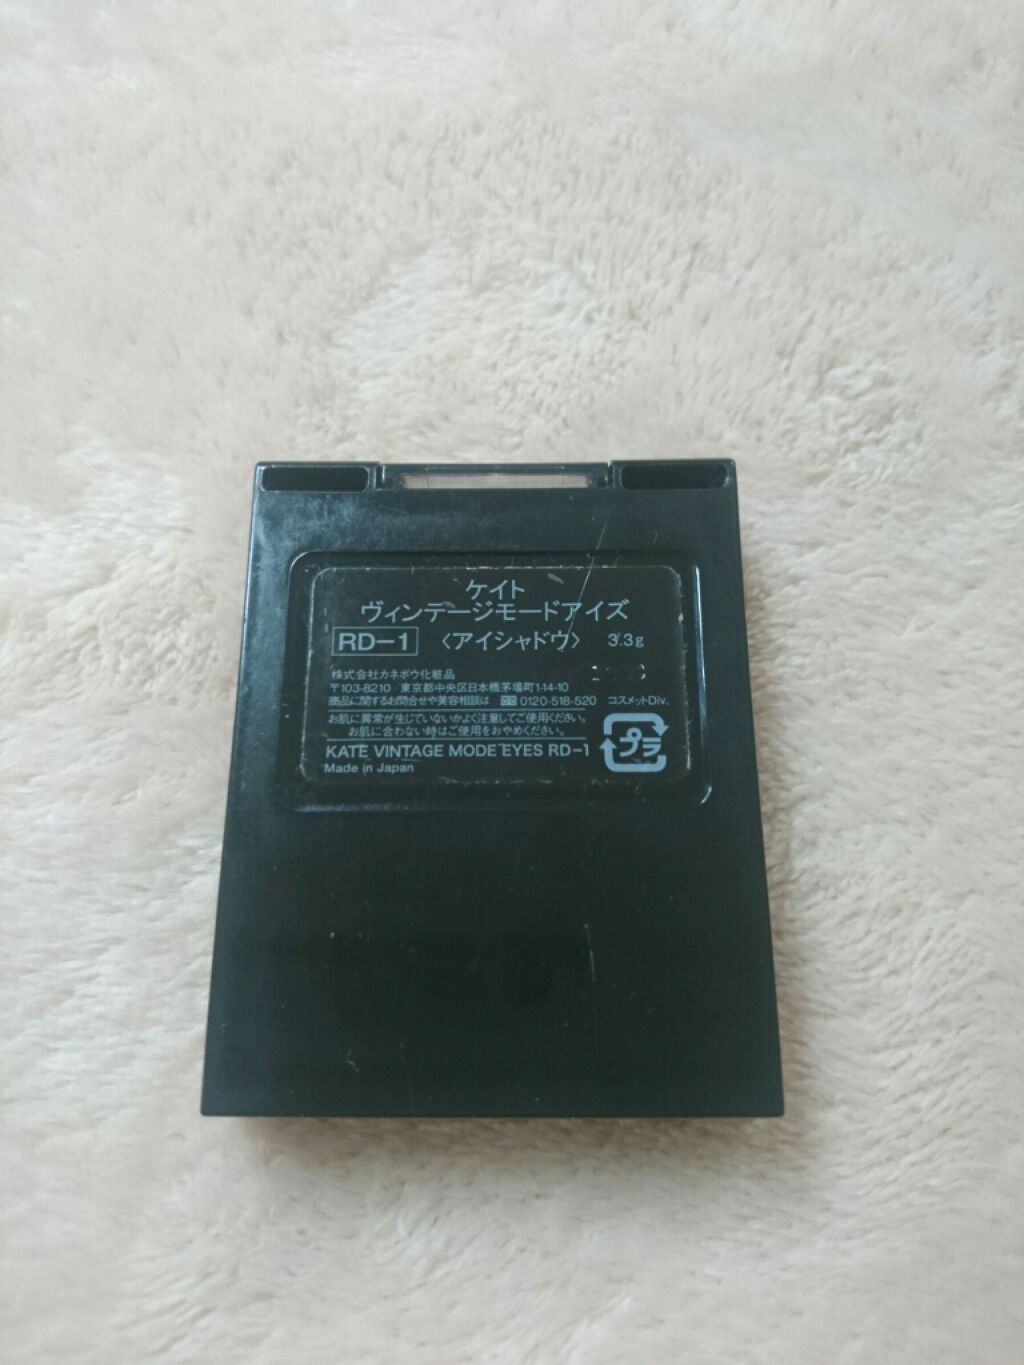 ケイト
ヴィンテージモードアイズ
RD-1 〈アイシャドウ〉 3.3g
株式会社カネボウ化粧品
〒103-8210 東京都中央区日本橋茅場町1-14-10
商品に関するお問合せや美容相談は 0120-518-520 コスメットDiv.
お肌に異常が生じていないかよく注意してご使用ください。
お肌に合わない時はご使用をおやめください。
KATE VINTAGE MODE EYES RD-1
Made in Japan
プラ